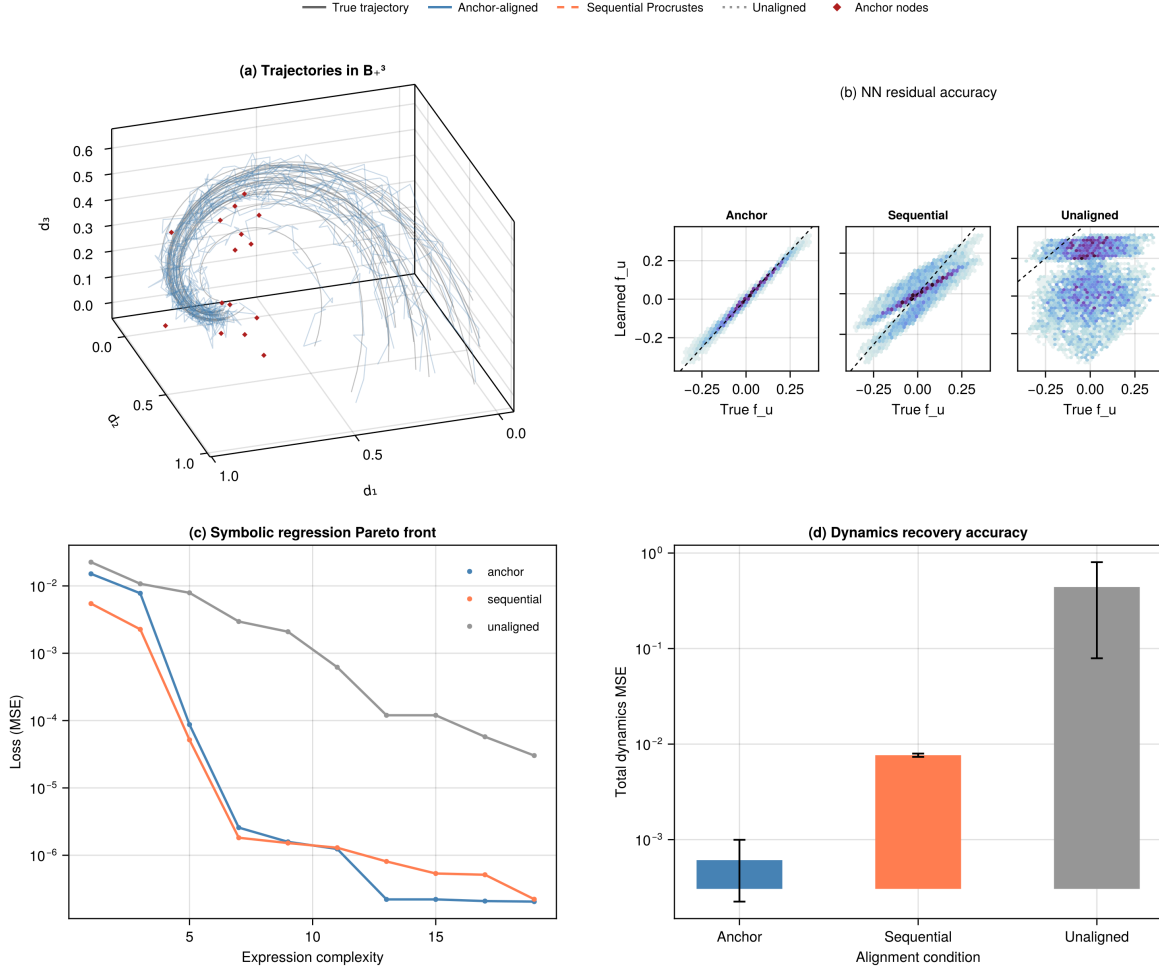 True trajectory Anchor-aligned Sequential Procrustes Unaligned Anchor nodes
(a) Trajectories in B₊³
0.6
0.5
0.4
0.3
0.2
0.1
0.0
d₃
0.0
0.5
1.0
d₂
1.0
0.5
0.0
d₁
(b) NN residual accuracy
Anchor
Sequential
Unaligned
Learned f_u
0.2
0.0
−0.2
−0.25 0.00 0.25
True f_u
−0.25 0.00 0.25
True f_u
−0.25 0.00 0.25
True f_u
(c) Symbolic regression Pareto front
Loss (MSE)
10⁻²
10⁻³
10⁻⁴
10⁻⁵
10⁻⁶
anchor
sequential
unaligned
5 10 15
Expression complexity
(d) Dynamics recovery accuracy
Total dynamics MSE
10⁰
10⁻¹
10⁻²
10⁻³
Anchor Sequential Unaligned
Alignment condition